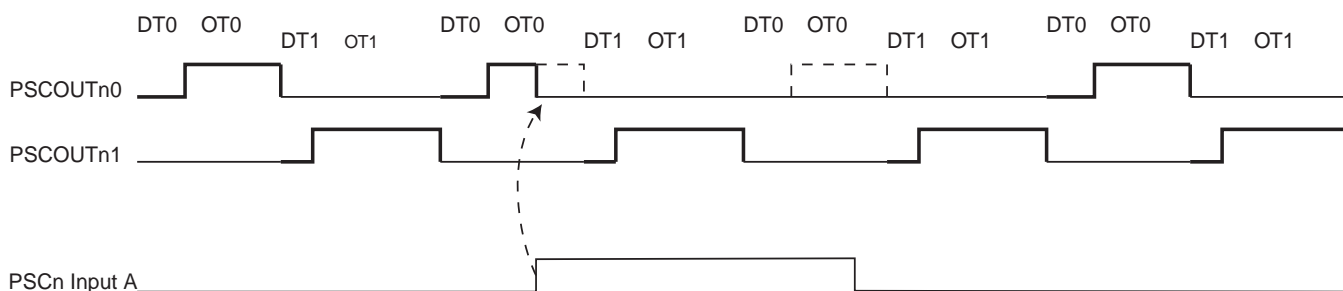 DT0 OT0 DT0 OT0 DT0 OT0 DT0 OT0
DT1 OT1 DT1 OT1 DT1 OT1 DT1 OT1
PSCOUTn0
PSCOUTn1
PSCn Input A